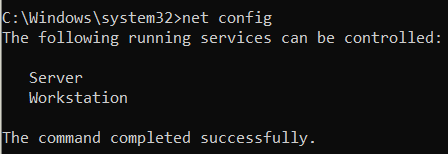 C:\Windows\system32>net config
The following running services can be controlled:
Server
Workstation
The command completed successfully.